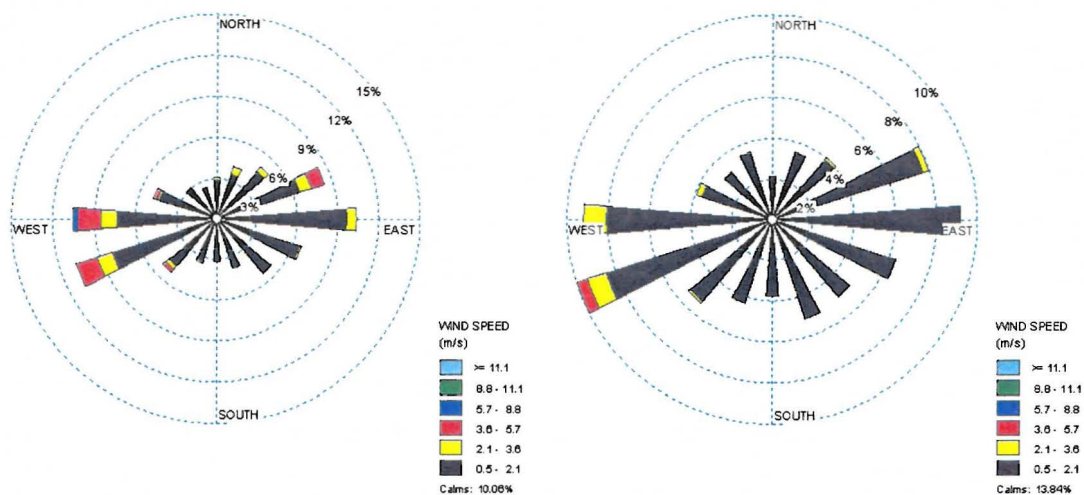 NORTH
15%
12%
9%
6%
3%
WEST
EAST
SOUTH
WIND SPEED
(m/s)
>= 11.1
8.8 - 11.1
5.7 - 8.8
3.6 - 5.7
2.1 - 3.6
0.5 - 2.1
Calms: 10.06%
NORTH
10%
8%
6%
4%
2%
WEST
EAST
SOUTH
WIND SPEED
(m/s)
>= 11.1
8.8 - 11.1
5.7 - 8.8
3.6 - 5.7
2.1 - 3.6
0.5 - 2.1
Calms: 13.84%